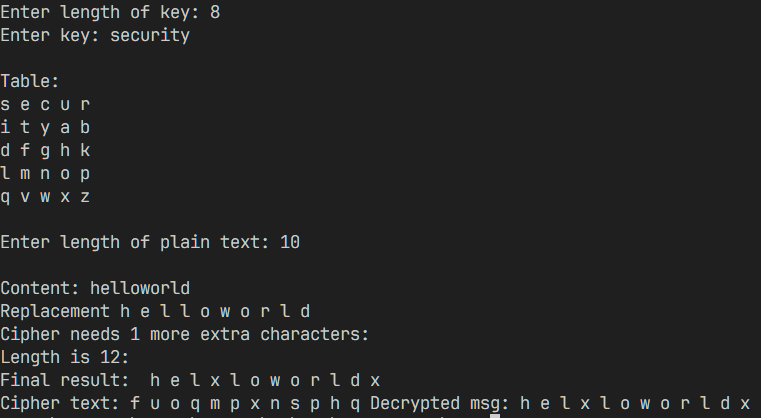 Enter length of key: 8
Enter key: security
Table:
s e c u r
i t y a b
d f g h k
l m n o p
q v w x z
Enter length of plain text: 10
Content: helloworld
Replacement h e l l o w o r l d
Cipher needs 1 more extra characters:
Length is 12:
Final result:  h e l x l o w o r l d x
Cipher text: f u o q m p x n s p h q Decrypted msg: h e l x l o w o r l d x